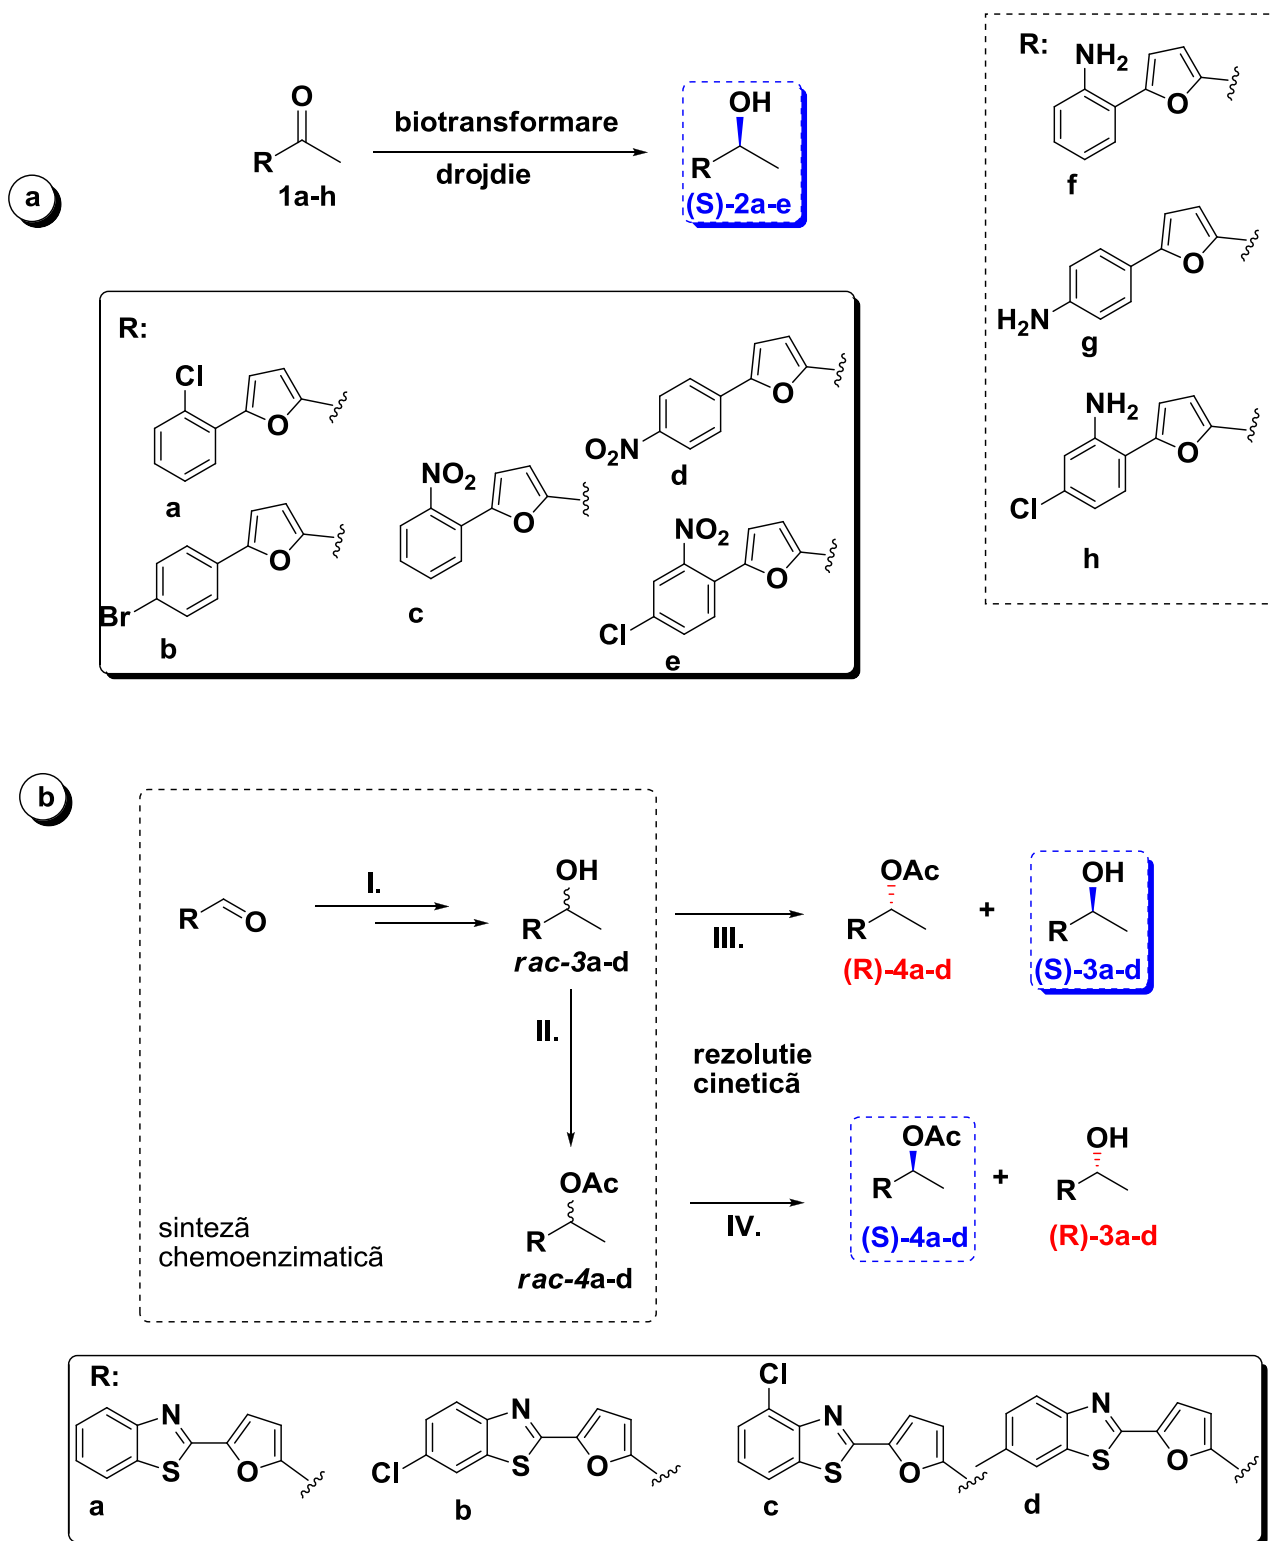 a
O
R
1a-h
biotransformare
drojdie
OH
R
(S)-2a-e
R:
NH2
O
f
O
H2N
g
NH2
O
Cl
h
R:
Cl
O
a
O
Br
b
NO2
O
c
O
O2N
d
NO2
O
Cl
e
b
R
O
I.
OH
R
rac-3a-d
II.
OAc
R
rac-4a-d
sinteză
chemoenzimatică
III.
OAc
R
(R)-4a-d
+
OH
R
(S)-3a-d
rezolutie
cinetică
IV.
OAc
R
(S)-4a-d
+
OH
R
(R)-3a-d
R:
N
S
O
a
N
S
O
Cl
b
Cl
N
S
O
c
N
S
O
d